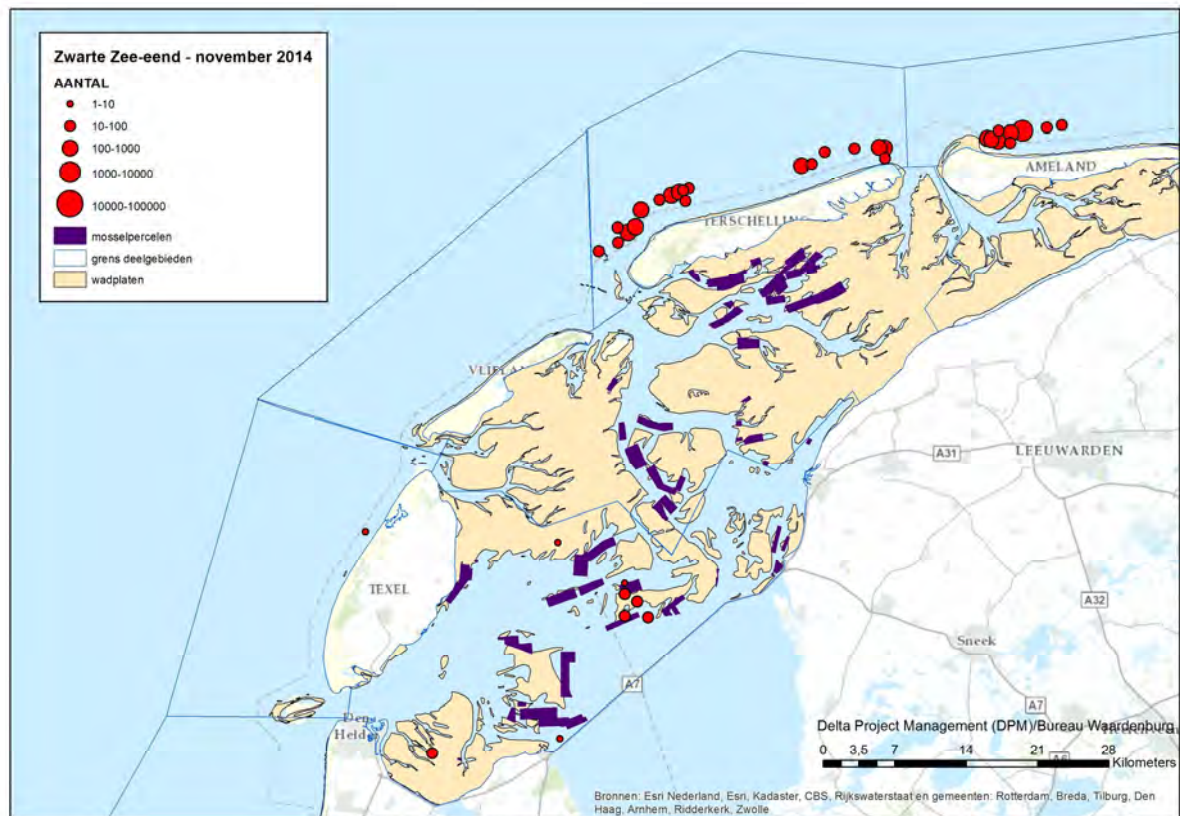 Zwarte Zee-eend - november 2014
AANTAL
1-10
10-100
100-1000
1000-10000
10000-100000
mosselpercelen
grens deelgebieden
wadplaten
AMELAND
TERSCHELLING
VLIELAN
A31
LEEUWARDEN
TEXEL
A32
Sneek
A7
A7
Den
Held
Delta Project Management (DPM)/Bureau Waardenburg
0 3,5 7 14 21 28
Kilometers
A6
Bronnen: Esri Nederland, Esri, Kadaster, CBS, Rijkswaterstaat en gemeenten: Rotterdam, Breda, Tilburg, Den
Haag, Arnhem, Ridderkerk, Zwolle